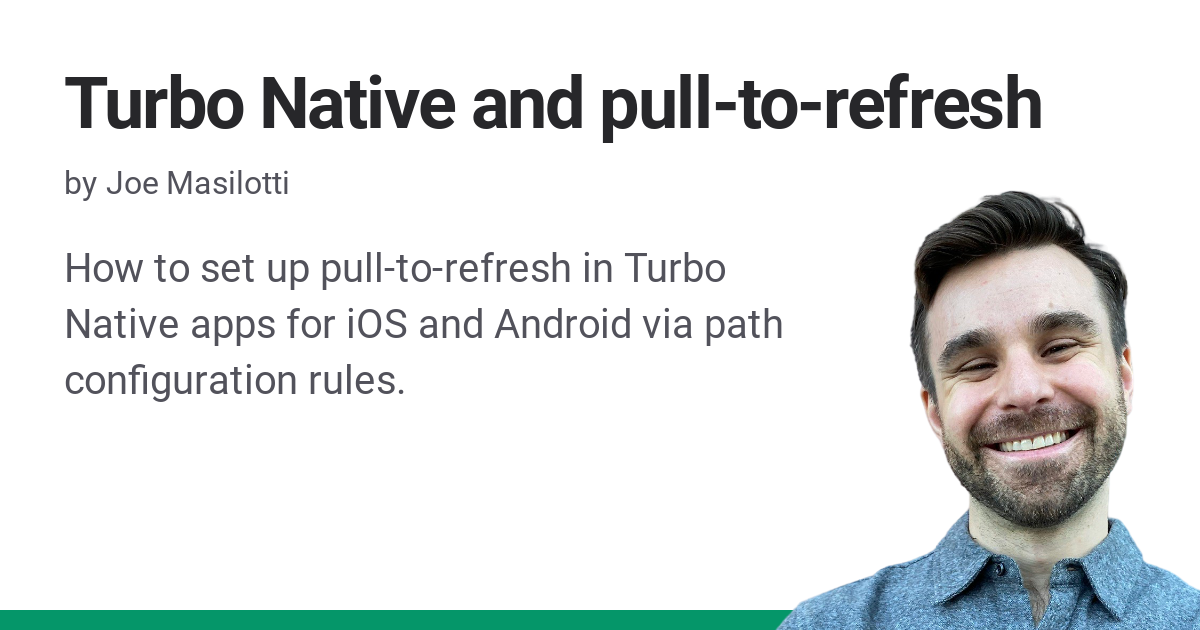 Turbo Native and pull-to-refresh
by Joe Masilotti
How to set up pull-to-refresh in Turbo
Native apps for iOS and Android via path
configuration rules.